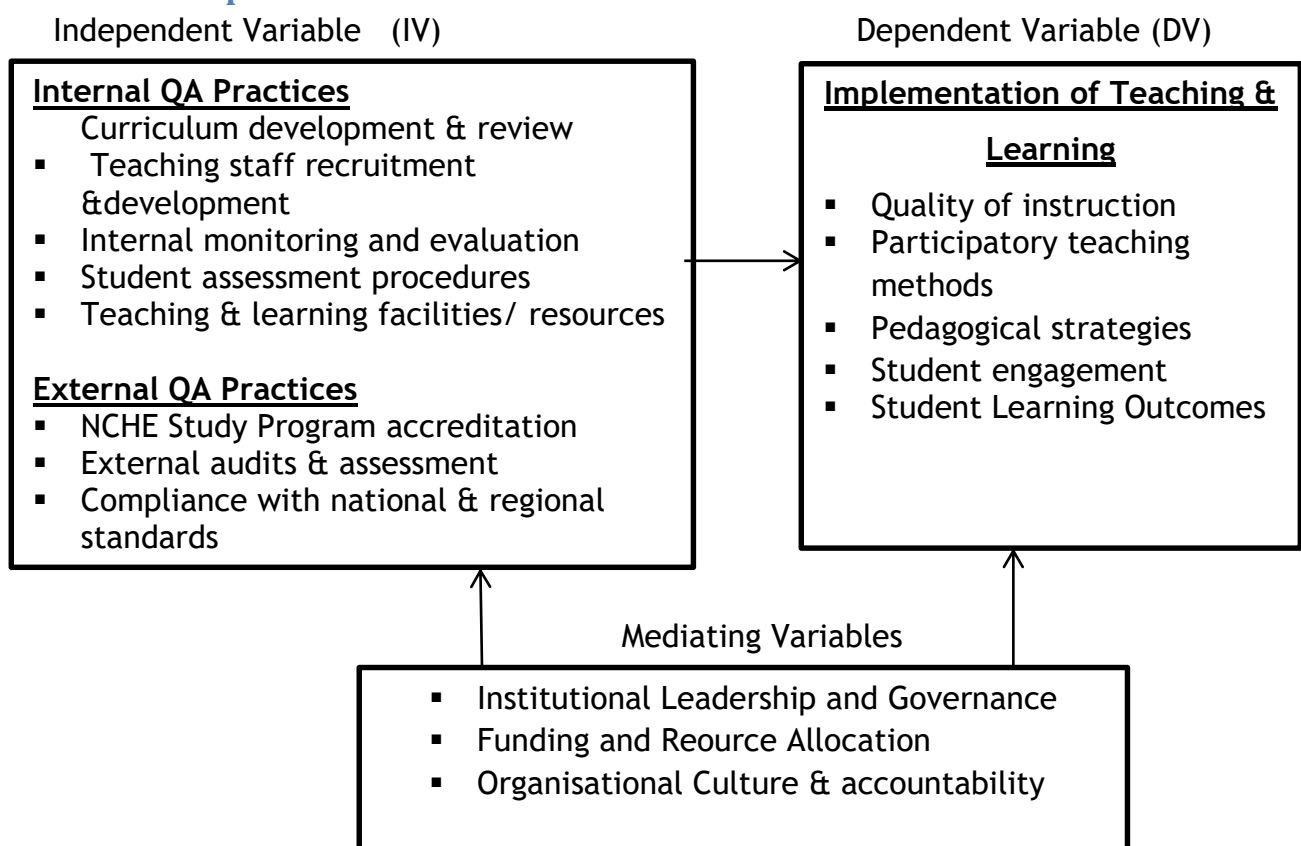 Independent Variable (IV)
Dependent Variable (DV)
Internal QA Practices
Curriculum development & review
▪ Teaching staff recruitment
&development
▪ Internal monitoring and evaluation
▪ Student assessment procedures
▪ Teaching & learning facilities/ resources
External QA Practices
▪ NCHE Study Program accreditation
▪ External audits & assessment
▪ Compliance with national & regional
standards
Implementation of Teaching &
Learning
▪ Quality of instruction
▪ Participatory teaching
methods
▪ Pedagogical strategies
▪ Student engagement
▪ Student Learning Outcomes
Mediating Variables
▪ Institutional Leadership and Governance
▪ Funding and Reource Allocation
▪ Organisational Culture & accountability